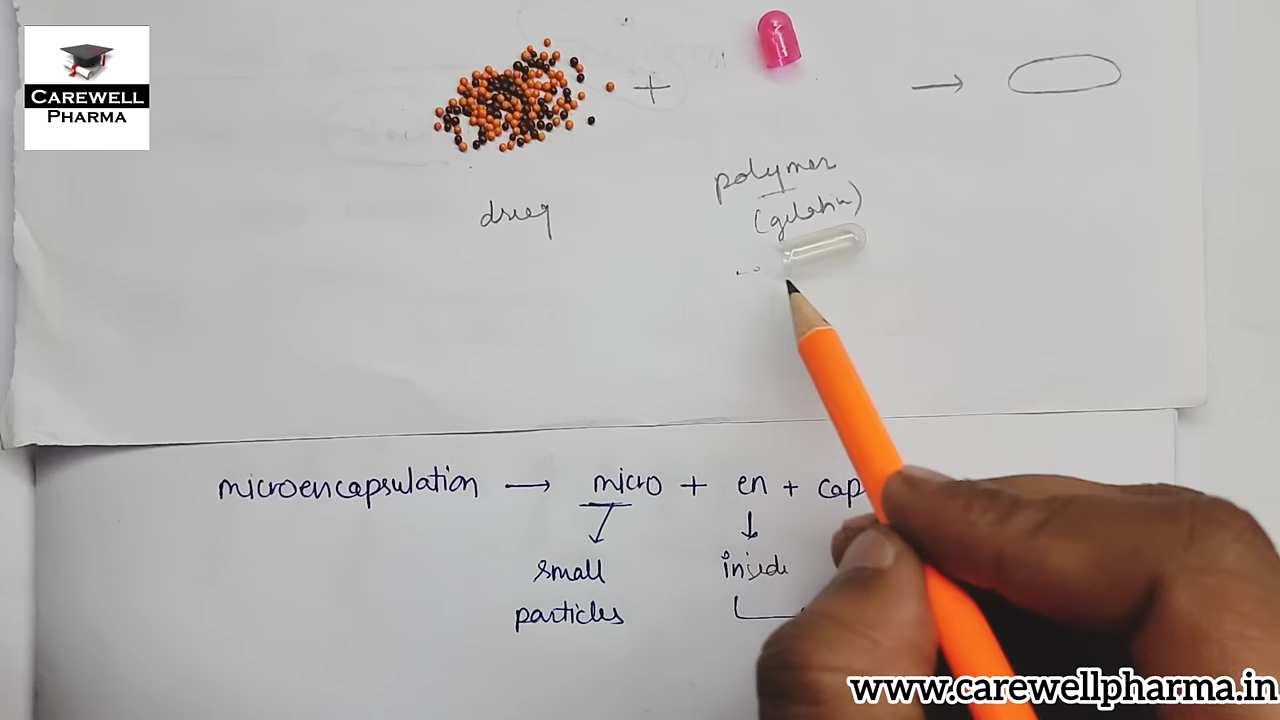 CAREWELL
PHARMA
+ →
drug
polymer
(gelatin)
microencapsulation → micro + en + cap
small
particles
inside
www.carewellpharma.in